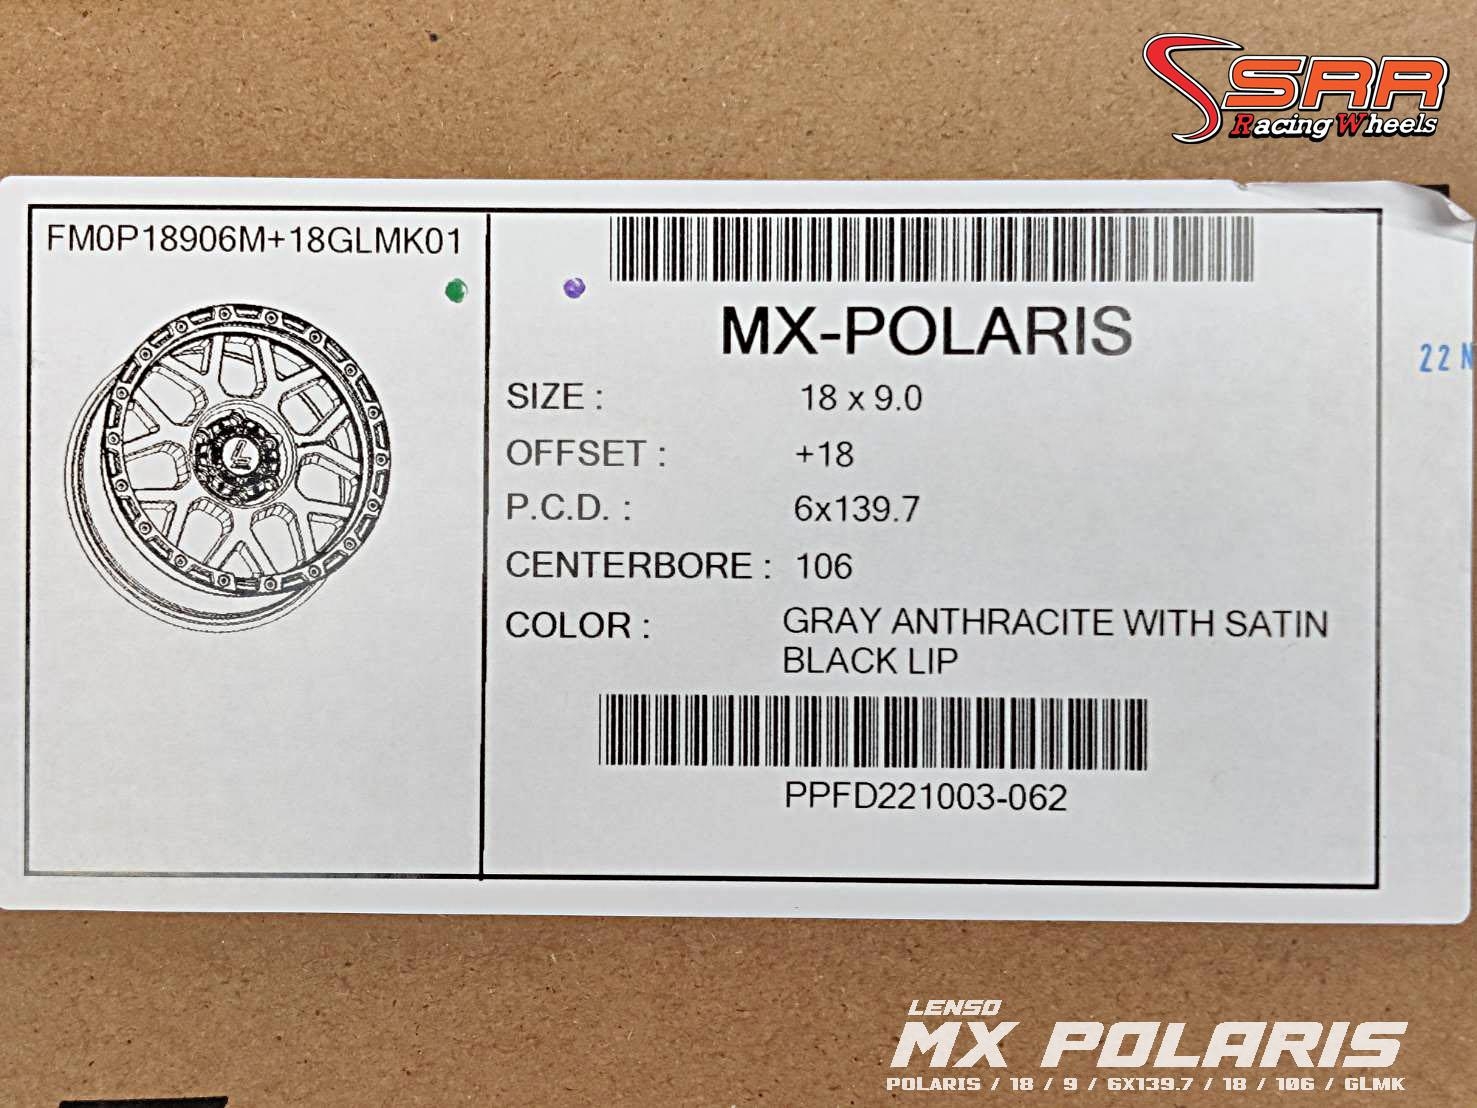 SRR
Racing Wheels
FM0P18906M+18GLMK01
MX-POLARIS
SIZE : 18 x 9.0
OFFSET : +18
P.C.D. : 6x139.7
CENTERBORE : 106
COLOR : GRAY ANTHRACITE WITH SATIN
BLACK LIP
PPFD221003-062
22 N
LENSO
MX POLARIS
POLARIS / 18 / 9 / 6X139.7 / 18 / 106 / GLMK